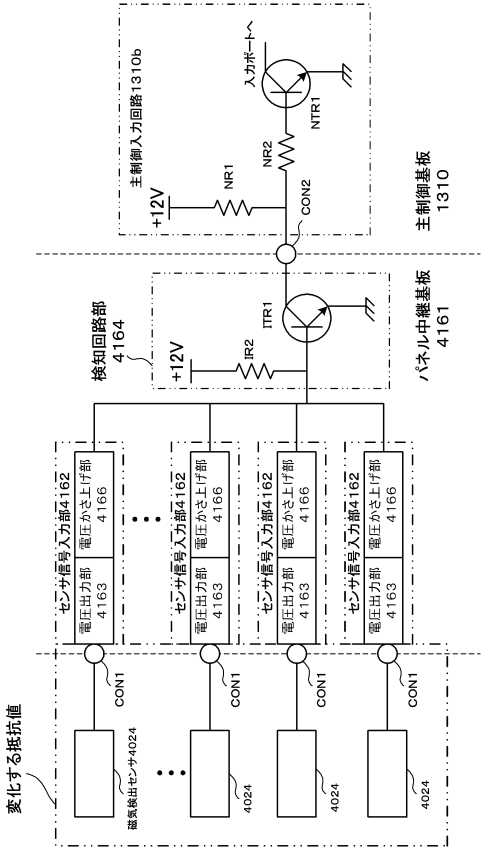 変化する抵抗値
磁気検出センサ4024
4024
4024
4024
CON1
CON1
CON1
CON1
センサ信号入力部4162
電圧出力部
4163
電圧かさ上げ部
4166
センサ信号入力部4162
電圧出力部
4163
電圧かさ上げ部
4166
センサ信号入力部4162
電圧出力部
4163
電圧かさ上げ部
4166
センサ信号入力部4162
電圧出力部
4163
電圧かさ上げ部
4166
検知回路部
4164
+12V
IR2
ITR1
パネル中継基板
4161
CON2
主制御入力回路1310b
+12V
NR1
NR2
NTR1
入力ポートへ
主制御基板
1310